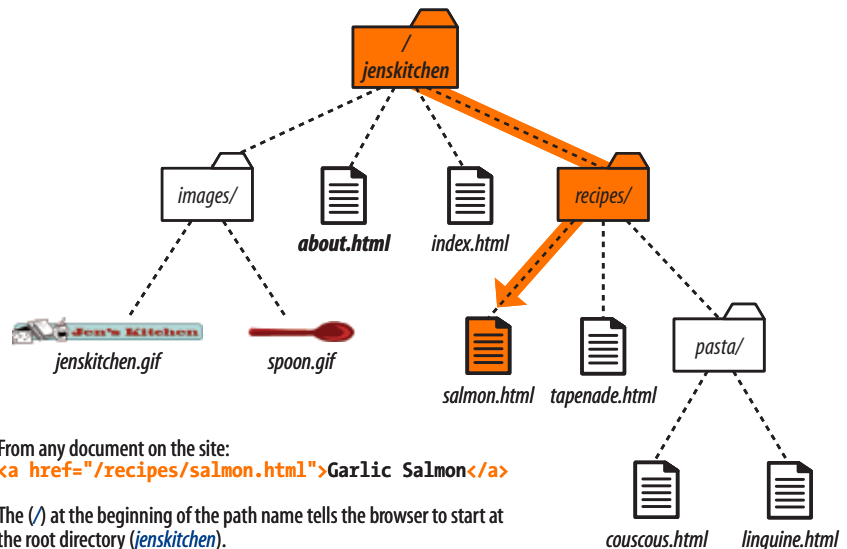 /
jenskitchen
images/
about.html
index.html
recipes/
Jen's Kitchen
jenskitchen.gif
spoon.gif
salmon.html
tapenade.html
pasta/
From any document on the site:
<a href="/recipes/salmon.html">Garlic Salmon</a>
The (/) at the beginning of the path name tells the browser to start at
the root directory (jenskitchen).
couscous.html
linguine.html